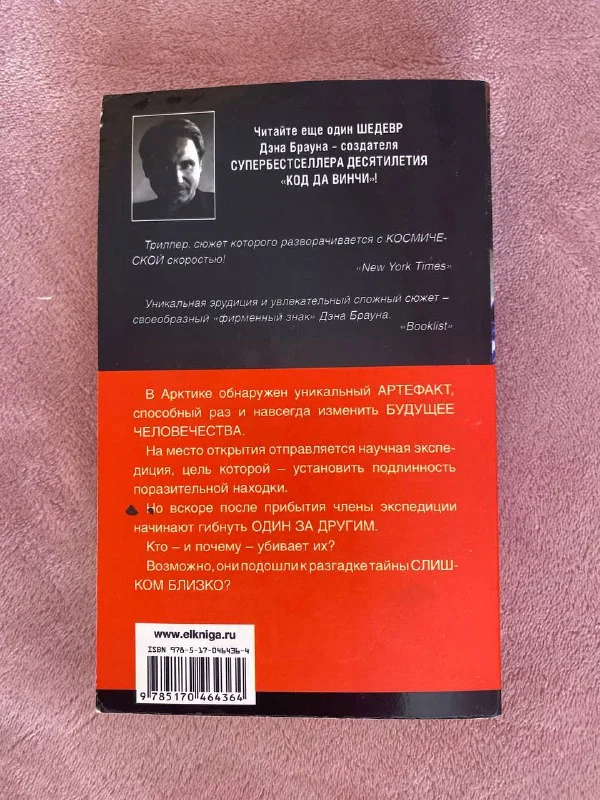 Читайте еще один ШЕДЕВР
Дэна Брауна - создателя
СУПЕРБЕСТСЕЛЛЕРА ДЕСЯТИЛЕТИЯ
«КОД ДА ВИНЧИ»!
Триллер, сюжет которого разворачивается с КОСМИЧЕ-
СКОЙ скоростью!
«New York Times»
Уникальная эрудиция и увлекательный сложный сюжет –
своеобразный «фирменный знак» Дэна Брауна.
«Booklist»
В Арктике обнаружен уникальный АРТЕФАКТ,
способный раз и навсегда изменить БУДУЩЕЕ
ЧЕЛОВЕЧЕСТВА.
На место открытия отправляется научная экспе-
диция, цель которой – установить подлинность
поразительной находки.
Но вскоре после прибытия члены экспедиции
начинают гибнуть ОДИН ЗА ДРУГИМ.
Кто – и почему – убивает их?
Возможно, они подошли к разгадке тайны СЛИШ-
КОМ БЛИЗКО?
www.elkniga.ru
ISBN 978-5-17-046436-4
9 785170 464364